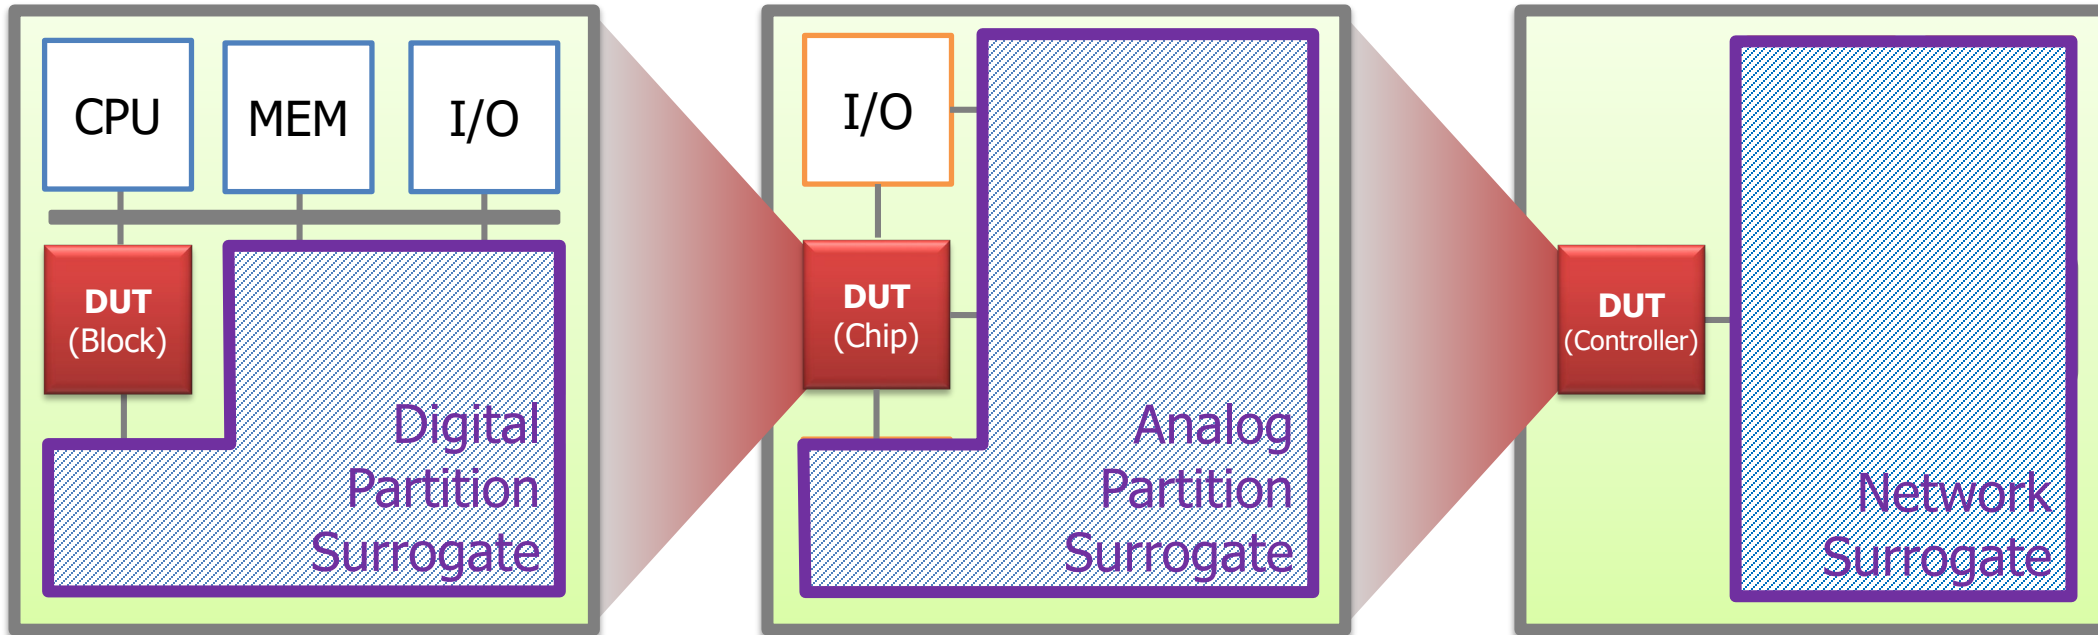 CPU
MEM
I/O
DUT
(Block)
Digital
Partition
Surrogate
I/O
DUT
(Chip)
Analog
Partition
Surrogate
DUT
(Controller)
Network
Surrogate